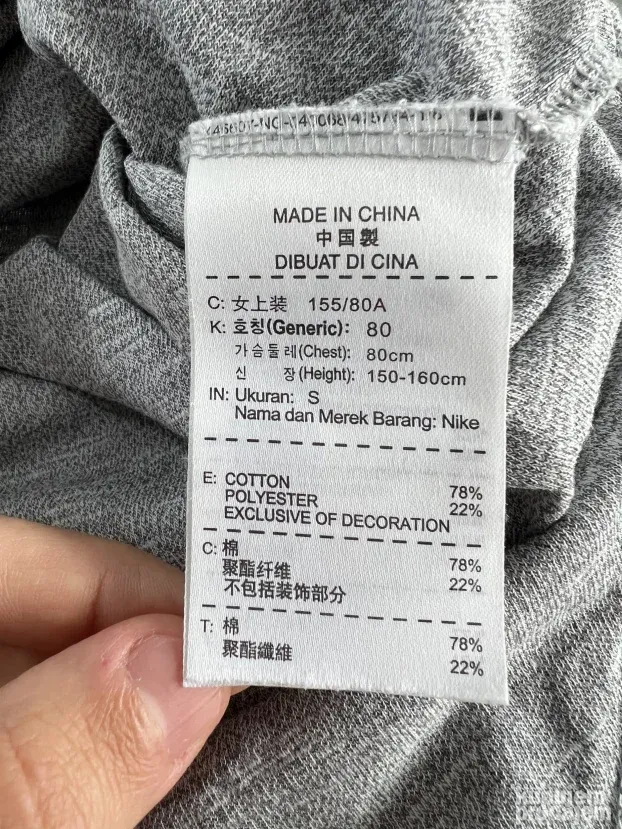 MADE IN CHINA
中国製
DIBUAT DI CINA
C: 女上装 155/80A
K: 호칭(Generic): 80
가슴둘레(Chest): 80cm
신 장(Height): 150-160cm
IN: Ukuran: S
Nama dan Merek Barang: Nike
E: COTTON 78%
POLYESTER 22%
EXCLUSIVE OF DECORATION
C: 棉 78%
聚酯纤维 22%
不包括装饰部分
T: 棉 78%
聚酯纖維 22%